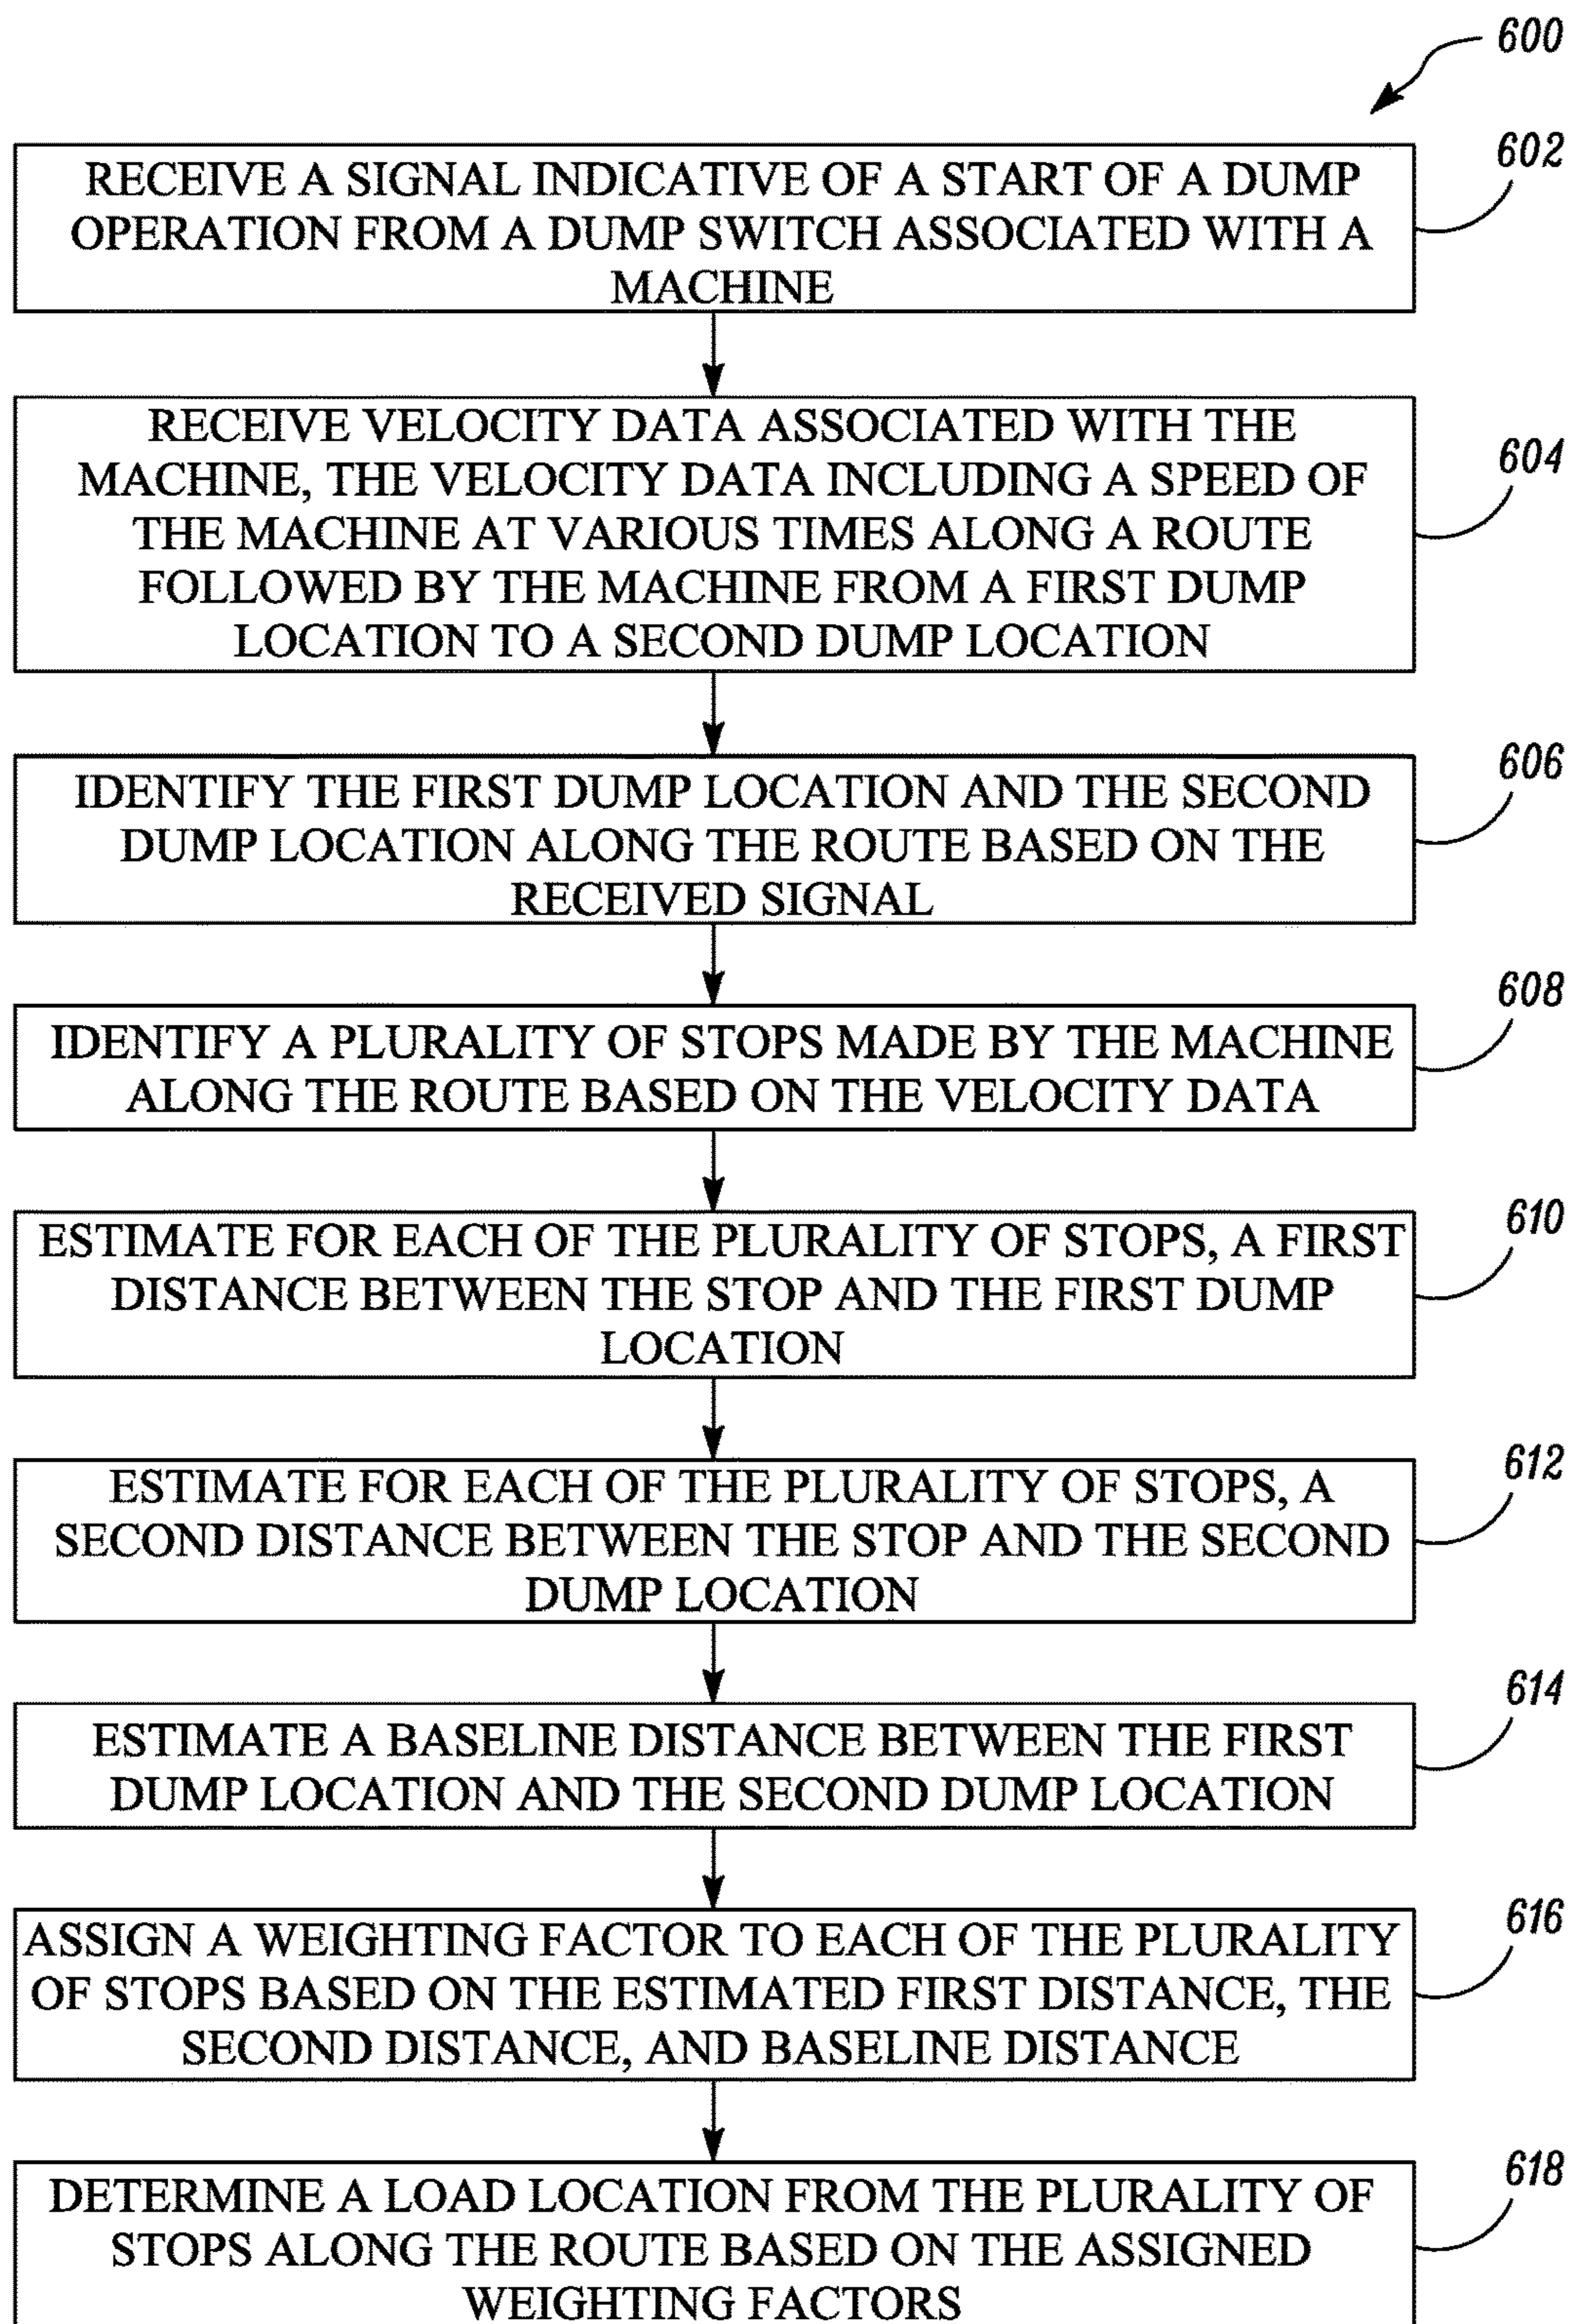 600
602
RECEIVE A SIGNAL INDICATIVE OF A START OF A DUMP
OPERATION FROM A DUMP SWITCH ASSOCIATED WITH A
MACHINE
604
RECEIVE VELOCITY DATA ASSOCIATED WITH THE
MACHINE, THE VELOCITY DATA INCLUDING A SPEED OF
THE MACHINE AT VARIOUS TIMES ALONG A ROUTE
FOLLOWED BY THE MACHINE FROM A FIRST DUMP
LOCATION TO A SECOND DUMP LOCATION
606
IDENTIFY THE FIRST DUMP LOCATION AND THE SECOND
DUMP LOCATION ALONG THE ROUTE BASED ON THE
RECEIVED SIGNAL
608
IDENTIFY A PLURALITY OF STOPS MADE BY THE MACHINE
ALONG THE ROUTE BASED ON THE VELOCITY DATA
610
ESTIMATE FOR EACH OF THE PLURALITY OF STOPS, A FIRST
DISTANCE BETWEEN THE STOP AND THE FIRST DUMP
LOCATION
612
ESTIMATE FOR EACH OF THE PLURALITY OF STOPS, A
SECOND DISTANCE BETWEEN THE STOP AND THE SECOND
DUMP LOCATION
614
ESTIMATE A BASELINE DISTANCE BETWEEN THE FIRST
DUMP LOCATION AND THE SECOND DUMP LOCATION
616
ASSIGN A WEIGHTING FACTOR TO EACH OF THE PLURALITY
OF STOPS BASED ON THE ESTIMATED FIRST DISTANCE, THE
SECOND DISTANCE, AND BASELINE DISTANCE
618
DETERMINE A LOAD LOCATION FROM THE PLURALITY OF
STOPS ALONG THE ROUTE BASED ON THE ASSIGNED
WEIGHTING FACTORS